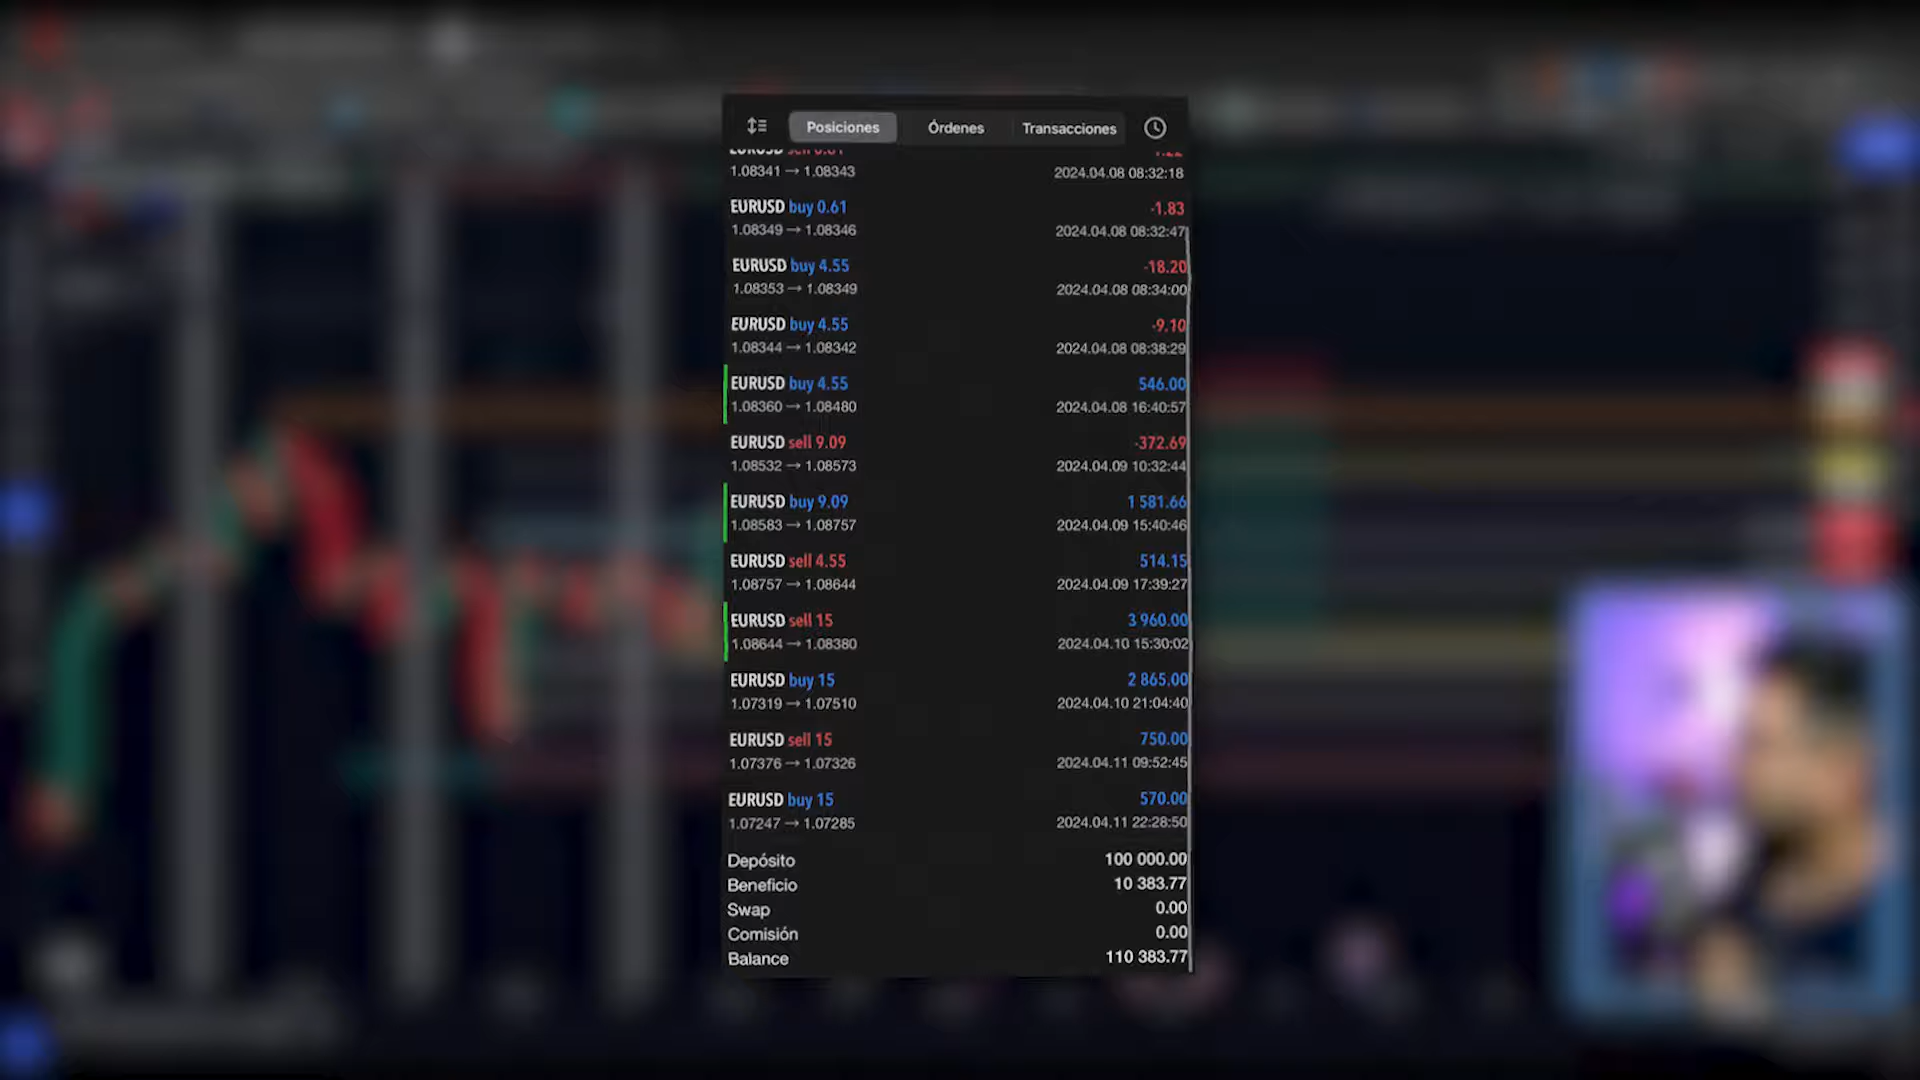 Posiciones Órdenes Transacciones
EURUSD sell 0.61 -1.22
1.08341 → 1.08343 2024.04.08 08:32:18
EURUSD buy 0.61 -1.83
1.08349 → 1.08346 2024.04.08 08:32:47
EURUSD buy 4.55 -18.20
1.08353 → 1.08349 2024.04.08 08:34:00
EURUSD buy 4.55 -9.10
1.08344 → 1.08342 2024.04.08 08:38:29
EURUSD buy 4.55 546.00
1.08360 → 1.08480 2024.04.08 16:40:57
EURUSD sell 9.09 -372.69
1.08532 → 1.08573 2024.04.09 10:32:44
EURUSD buy 9.09 1 581.66
1.08583 → 1.08757 2024.04.09 15:40:46
EURUSD sell 4.55 514.15
1.08757 → 1.08644 2024.04.09 17:39:27
EURUSD sell 15 3 960.00
1.08644 → 1.08380 2024.04.10 15:30:02
EURUSD buy 15 2 865.00
1.07319 → 1.07510 2024.04.10 21:04:40
EURUSD sell 15 750.00
1.07376 → 1.07326 2024.04.11 09:52:45
EURUSD buy 15 570.00
1.07247 → 1.07285 2024.04.11 22:28:50
Depósito 100 000.00
Beneficio 10 383.77
Swap 0.00
Comisión 0.00
Balance 110 383.77